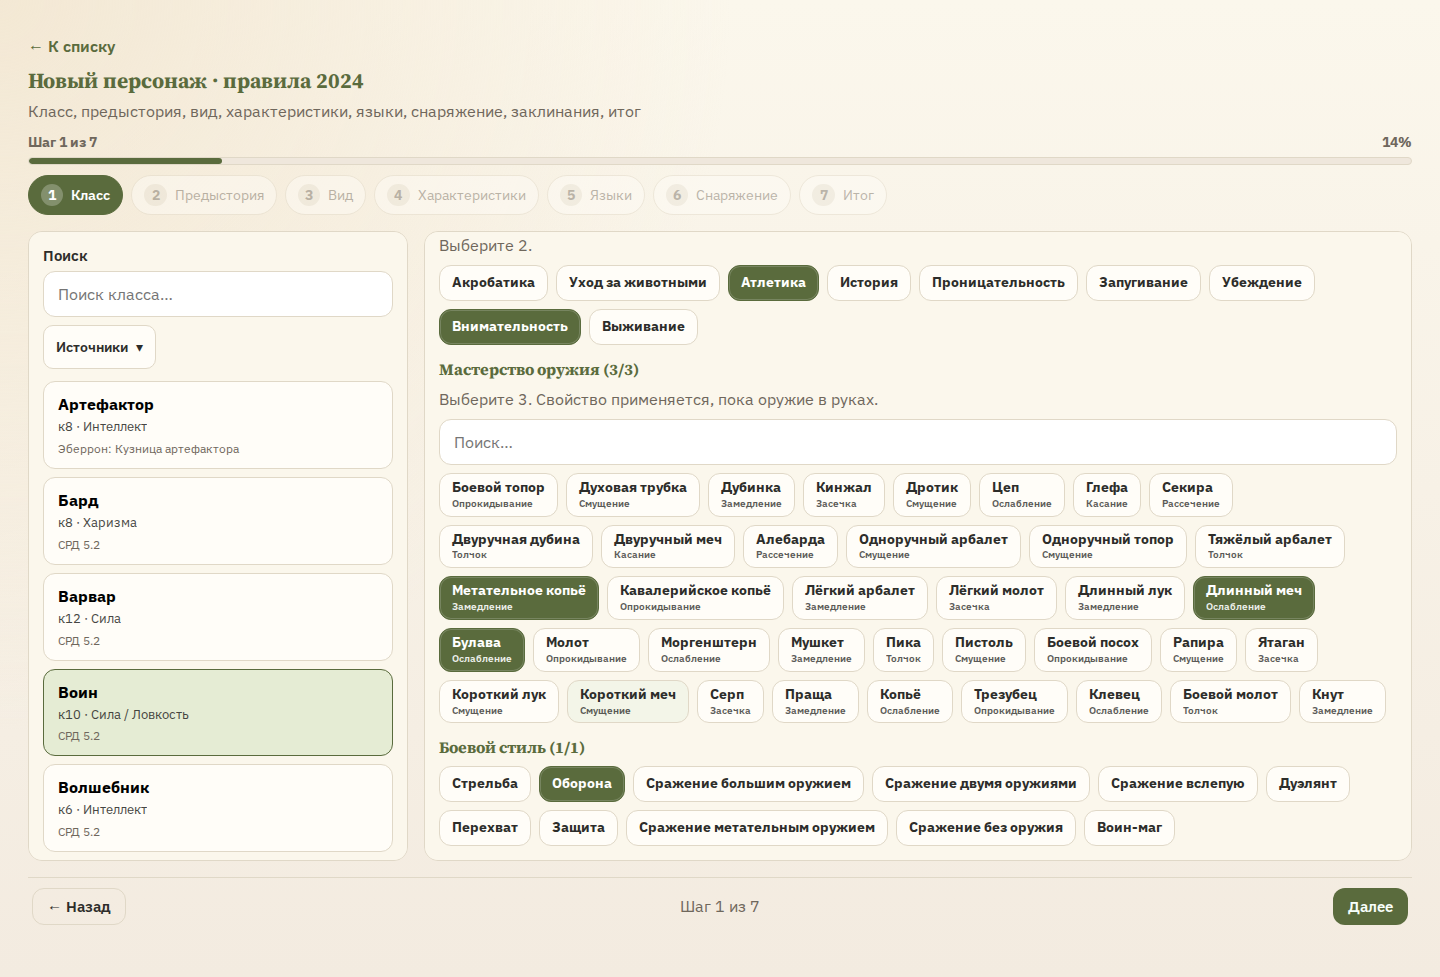 ← К списку
Новый персонаж · правила 2024
Класс, предыстория, вид, характеристики, языки, снаряжение, заклинания, итог
Шаг 1 из 7 14%
1 Класс 2 Предыстория 3 Вид 4 Характеристики 5 Языки 6 Снаряжение 7 Итог
Поиск
Поиск класса...
Источники ▾
Артефактор
к8 · Интеллект
Эберрон: Кузница артефактора
Бард
к8 · Харизма
СРД 5.2
Варвар
к12 · Сила
СРД 5.2
Воин
к10 · Сила / Ловкость
СРД 5.2
Волшебник
к6 · Интеллект
СРД 5.2
Выберите 2.
Акробатика Уход за животными Атлетика История Проницательность Запугивание Убеждение
Внимательность Выживание
Мастерство оружия (3/3)
Выберите 3. Свойство применяется, пока оружие в руках.
Поиск...
Боевой топор Духовая трубка Дубинка Кинжал Дротик Цеп Глефа Секира
Опрокидывание Смущение Замедление Засечка Смущение Ослабление Касание Рассечение
Двуручная дубина Двуручный меч Алебарда Одноручный арбалет Одноручный топор Тяжёлый арбалет
Толчок Касание Рассечение Смущение Смущение Толчок
Метательное копьё Кавалерийское копьё Лёгкий арбалет Лёгкий молот Длинный лук Длинный меч
Замедление Опрокидывание Замедление Засечка Замедление Ослабление
Булава Молот Моргенштерн Мушкет Пика Пистоль Боевой посох Рапира Ятаган
Ослабление Опрокидывание Ослабление Замедление Толчок Смущение Опрокидывание Смущение Засечка
Короткий лук Короткий меч Серп Праща Копьё Трезубец Клевец Боевой молот Кнут
Смущение Смущение Засечка Замедление Ослабление Опрокидывание Ослабление Толчок Замедление
Боевой стиль (1/1)
Стрельба Оборона Сражение большим оружием Сражение двумя оружиями Сражение вслепую Дуэлянт
Перехват Защита Сражение метательным оружием Сражение без оружия Воин-маг
← Назад Шаг 1 из 7 Далее